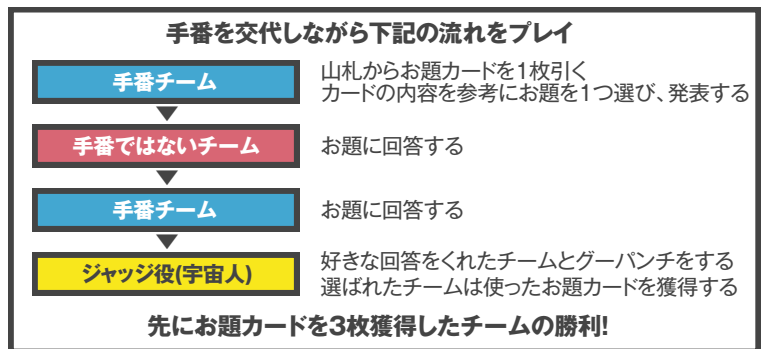 手番を交代しながら下記の流れをプレイ
手番チーム
山札からお題カードを1枚引く
カードの内容を参考にお題を1つ選び、発表する
手番ではないチーム
お題に回答する
手番チーム
お題に回答する
ジャッジ役(宇宙人)
好きな回答をくれたチームとグーパンチをする
選ばれたチームは使ったお題カードを獲得する
先にお題カードを3枚獲得したチームの勝利!